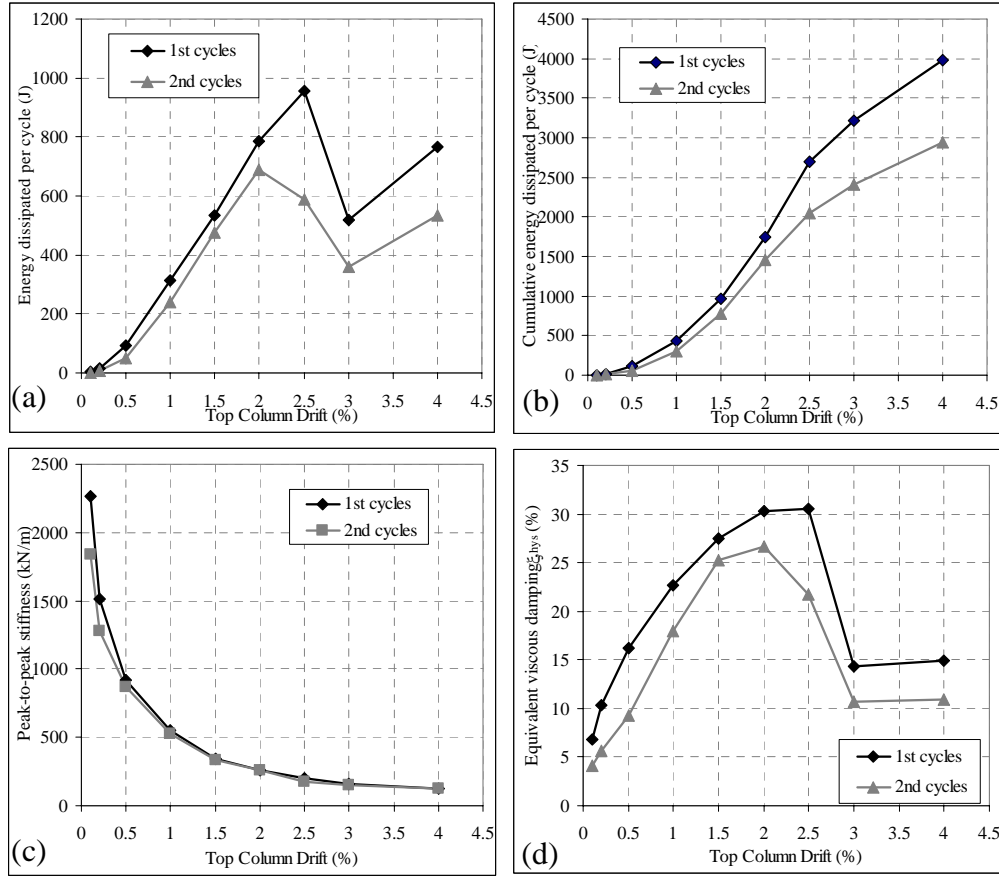 1200
1000
800
600
400
200
0
Energy dissipated per cycle (J)
1st cycles
2nd cycles
0 0.5 1 1.5 2 2.5 3 3.5 4 4.5
Top Column Drift (%)
(a)
4500
4000
3500
3000
2500
2000
1500
1000
500
0
Cumulative energy dissipated per cycle (J)
1st cycles
2nd cycles
0 0.5 1 1.5 2 2.5 3 3.5 4 4.5
Top Column Drift (%)
(b)
2500
2000
1500
1000
500
0
Peak-to-peak stiffness (kN/m)
1st cycles
2nd cycles
0 0.5 1 1.5 2 2.5 3 3.5 4 4.5
Top Column Drift (%)
(c)
35
30
25
20
15
10
5
0
Equivalent viscous damping ξhys (%)
1st cycles
2nd cycles
0 0.5 1 1.5 2 2.5 3 3.5 4 4.5
Top Column Drift (%)
(d)